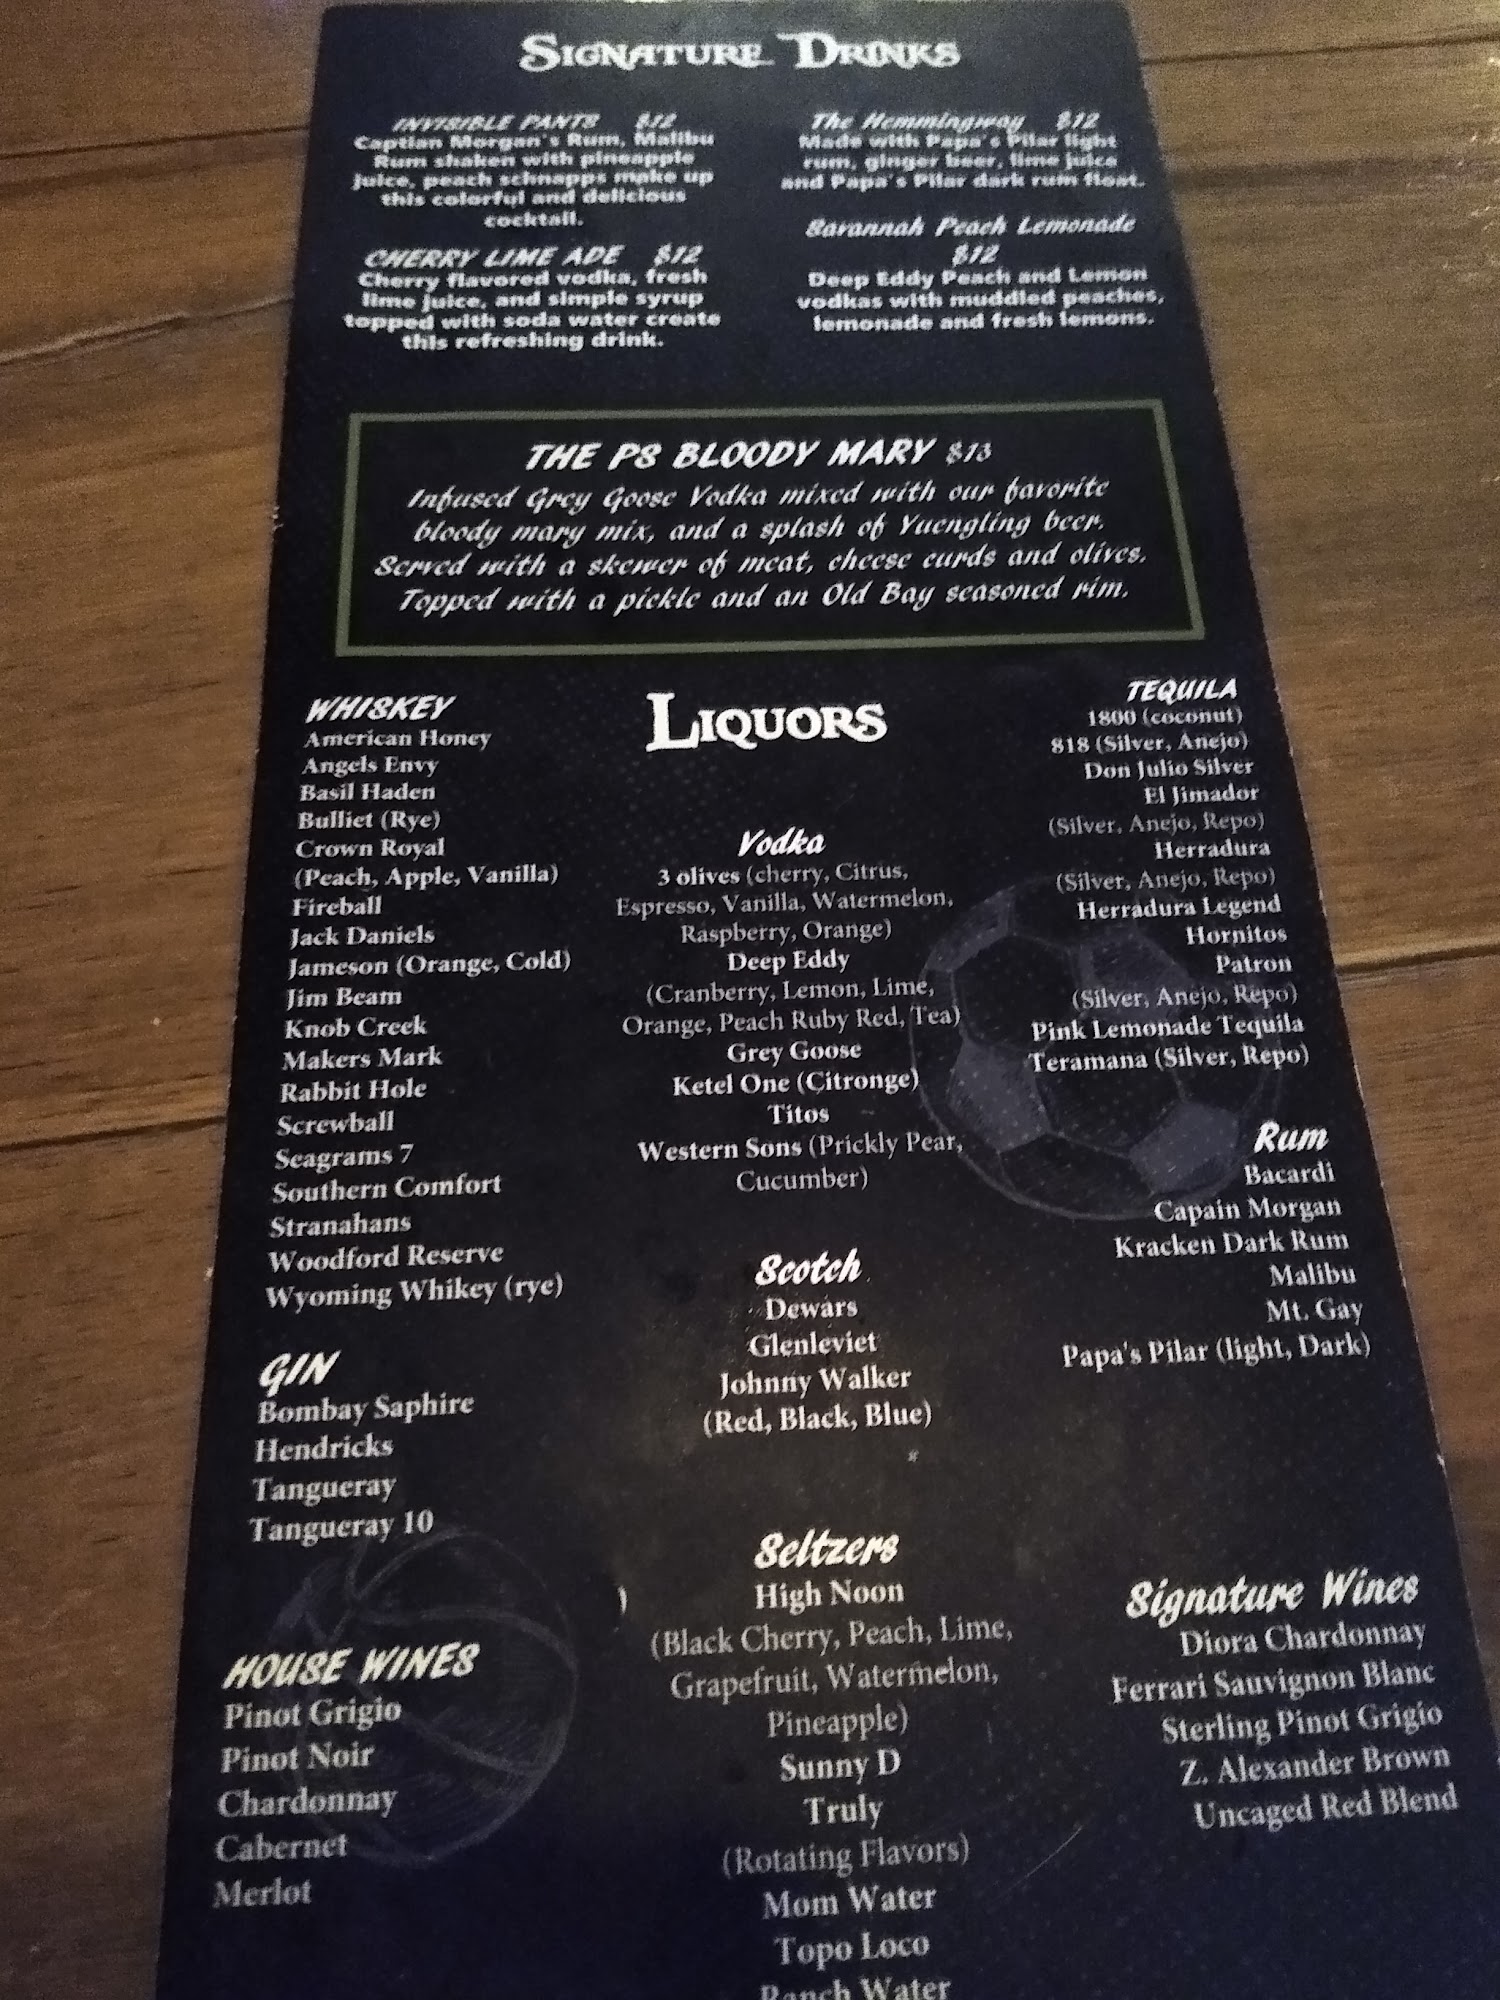 SIGNATURE DRINKS
INVISIBLE PANTS $12
Captian Morgan's Rum, Malibu
Rum shaken with pineapple
juice, peach schnapps make up
this colorful and delicious
cocktail.
CHERRY LIME ADE $12
Cherry flavored vodka, fresh
lime juice, and simple syrup
topped with soda water create
this refreshing drink.
The Hemmingway $12
Made with Papa's Pilar light
rum, ginger beer, lime juice
and Papa's Pilar dark rum float.
Savannah Peach Lemonade
$12
Deep Eddy Peach and Lemon
vodkas with muddled peaches,
lemonade and fresh lemons.
THE P8 BLOODY MARY $13
Infused Grey Goose Vodka mixed with our favorite
bloody mary mix, and a splash of Yuengling beer.
Served with a skewer of meat, cheese curds and olives.
Topped with a pickle and an Old Bay seasoned rim.
LIQUORS
WHISKEY
American Honey
Angels Envy
Basil Haden
Bulliet (Rye)
Crown Royal
(Peach, Apple, Vanilla)
Fireball
Jack Daniels
Jameson (Orange, Cold)
Jim Beam
Knob Creek
Makers Mark
Rabbit Hole
Screwball
Seagrams 7
Southern Comfort
Stranahans
Woodford Reserve
Wyoming Whikey (rye)
GIN
Bombay Saphire
Hendricks
Tangueray
Tangueray 10
HOUSE WINES
Pinot Grigio
Pinot Noir
Chardonnay
Cabernet
Merlot
Vodka
3 olives (cherry, Citrus,
Espresso, Vanilla, Watermelon,
Raspberry, Orange)
Deep Eddy
(Cranberry, Lemon, Lime,
Orange, Peach Ruby Red, Tea)
Grey Goose
Ketel One (Citronge)
Titos
Western Sons (Prickly Pear,
Cucumber)
Scotch
Dewars
Glenleviet
Johnny Walker
(Red, Black, Blue)
Seltzers
)
High Noon
(Black Cherry, Peach, Lime,
Grapefruit, Watermelon,
Pineapple)
Sunny D
Truly
(Rotating Flavors)
Mom Water
Topo Loco
Ranch Water
TEQUILA
1800 (coconut)
818 (Silver, Anejo)
Don Julio Silver
El Jimador
(Silver, Anejo, Repo)
Herradura
(Silver, Anejo, Repo)
Herradura Legend
Hornitos
Patron
(Silver, Anejo, Repo)
Pink Lemonade Tequila
Teramana (Silver, Repo)
Rum
Bacardi
Capain Morgan
Kracken Dark Rum
Malibu
Mt. Gay
Papa's Pilar (light, Dark)
Signature Wines
Diora Chardonnay
Ferrari Sauvignon Blanc
Sterling Pinot Grigio
Z. Alexander Brown
Uncaged Red Blend